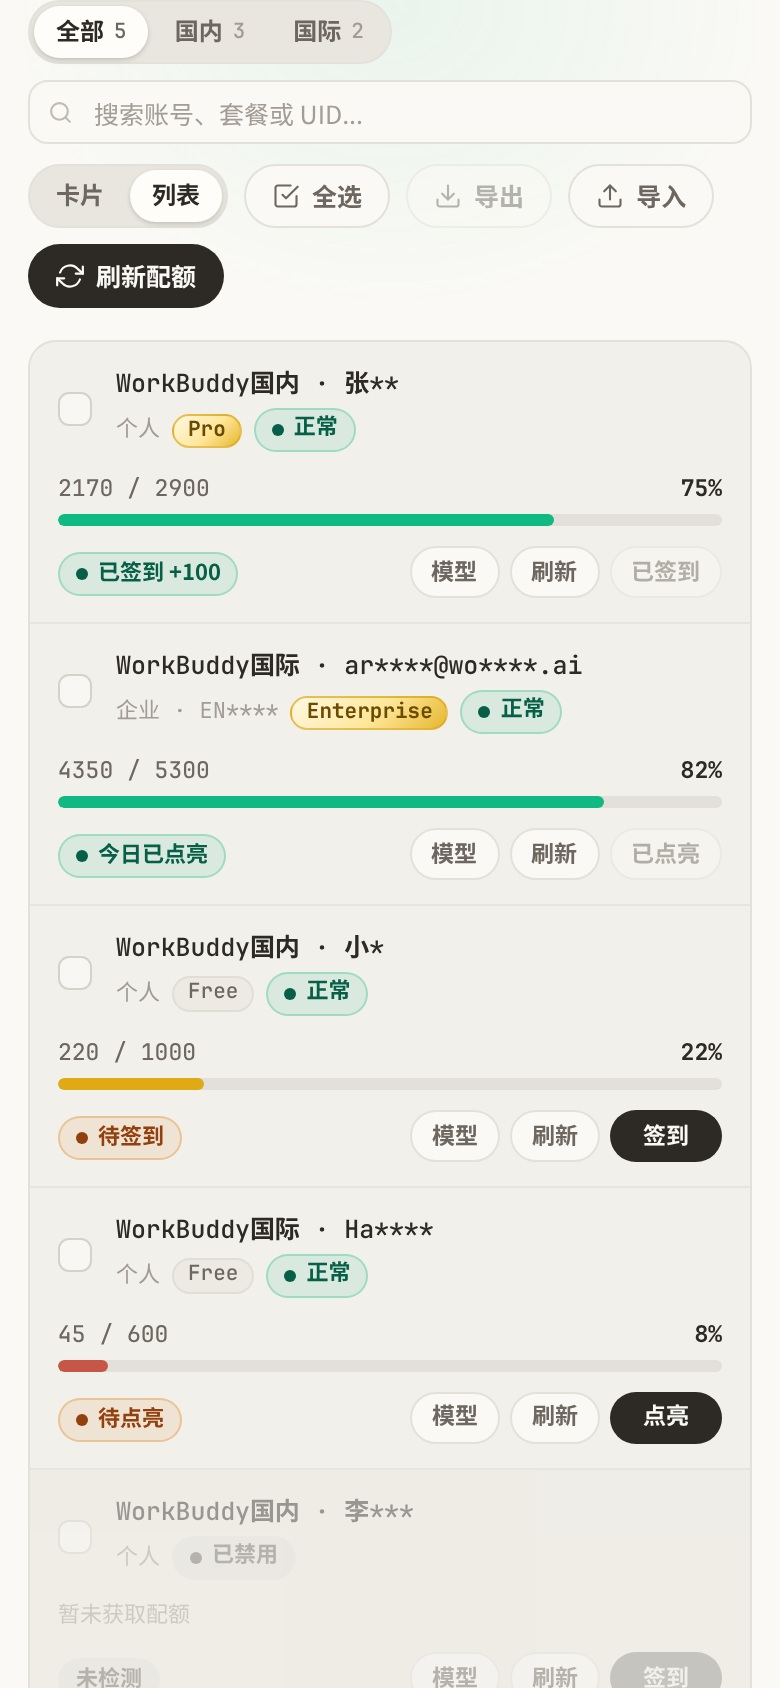 全部 5 国内 3 国际 2
搜索账号、套餐或 UID...
卡片 列表 全选 导出 导入
刷新配额
WorkBuddy国内 · 张**
个人 Pro 正常
2170 / 2900 75%
已签到 +100 模型 刷新 已签到
WorkBuddy国际 · ar****@wo****.ai
企业 · EN**** Enterprise 正常
4350 / 5300 82%
今日已点亮 模型 刷新 已点亮
WorkBuddy国内 · 小*
个人 Free 正常
220 / 1000 22%
待签到 模型 刷新 签到
WorkBuddy国际 · Ha****
个人 Free 正常
45 / 600 8%
待点亮 模型 刷新 点亮
WorkBuddy国内 · 李***
个人 已禁用
暂未获取配额
未检测 模型 刷新 签到